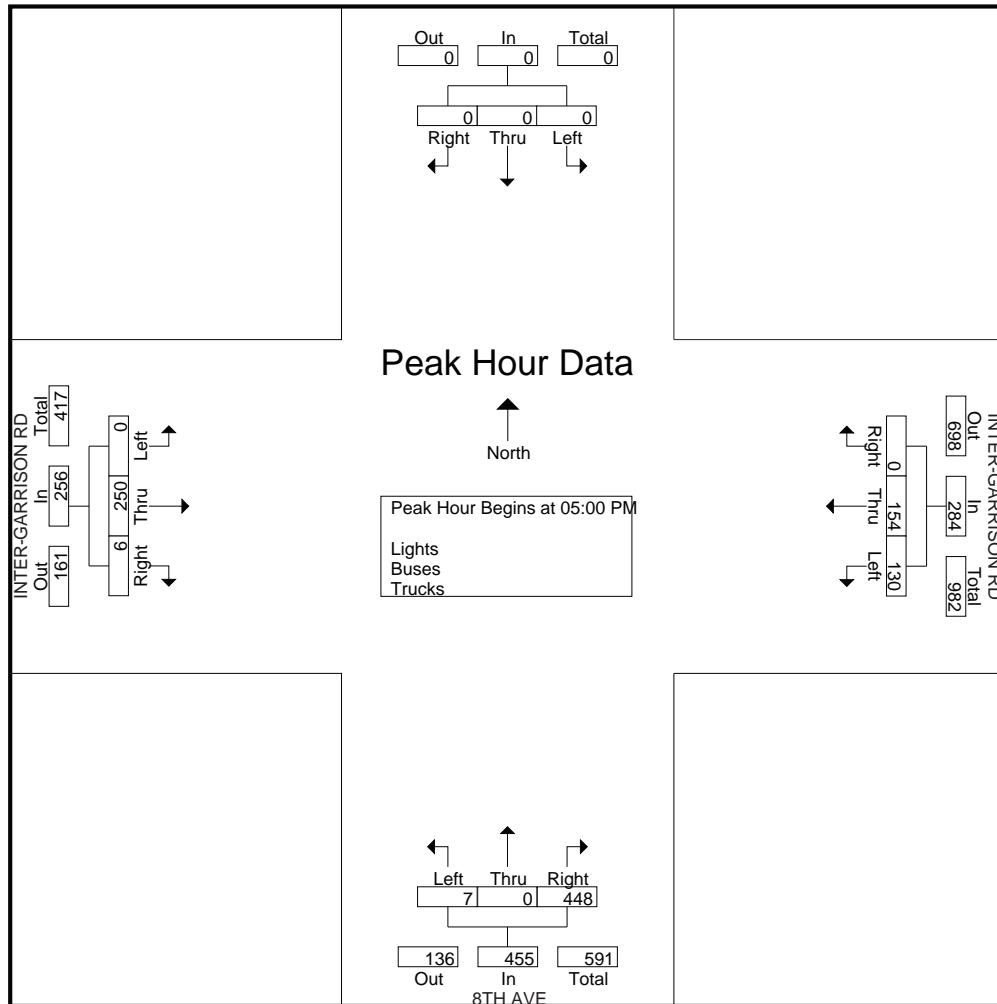 Out In Total
0 0 0
0 0 0
Right Thru Left
Peak Hour Data
North
Peak Hour Begins at 05:00 PM
Lights
Buses
Trucks
INTER-GARRISON RD
Out In Total
161 256 417
6 250 0
Right Thru Left
Right Thru Left
0 154 130
698 284 982
Out In Total
INTER-GARRISON RD
Left Thru Right
7 0 448
136 455 591
Out In Total
8TH AVE